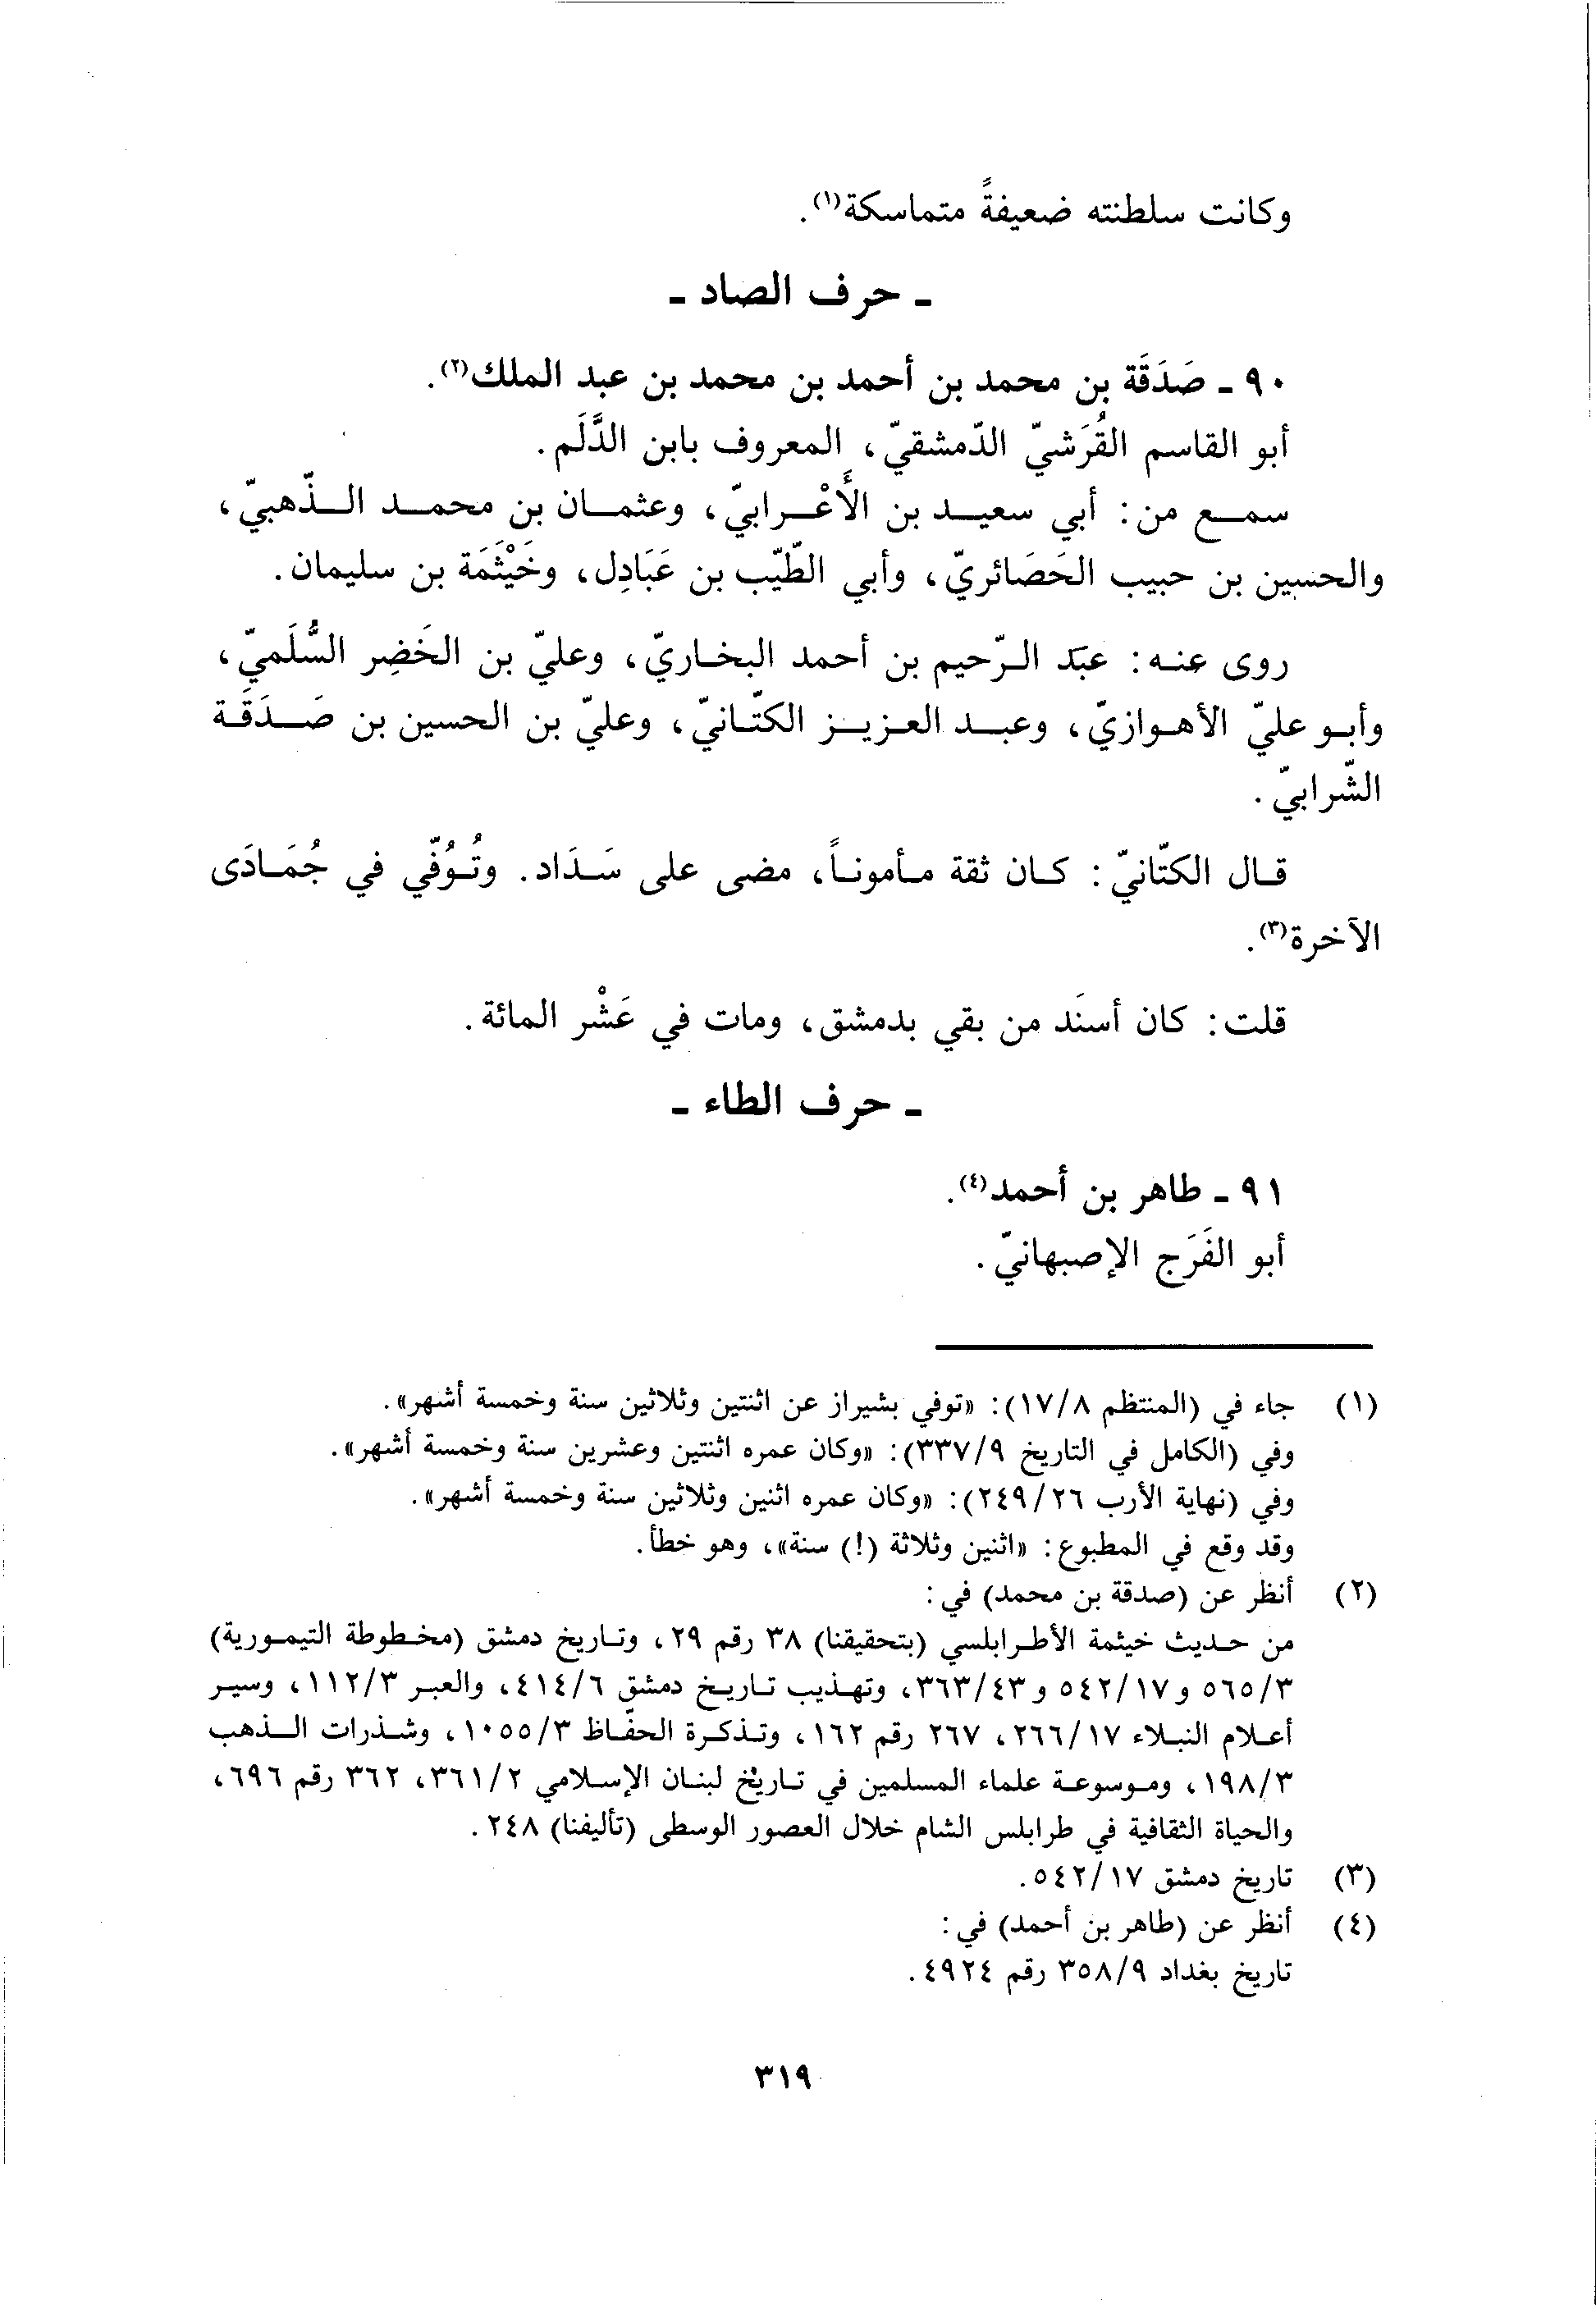 وكانت سلطنته ضعيفةً متماسكة(١).
ـ حرف الصاد ـ
٩٠ ـ صَدَقَة بن محمد بن أحمد بن محمد بن عبد الملك(٢).
أبو القاسم القُرَشيّ الدّمشقيّ، المعروف بابن الدَّلَم.
سمع من: أبي سعيد بن الأَعْرابيّ، وعثمان بن محمد الذّهبيّ،
والحسين بن حبيب الحَصَائريّ، وأبي الطّيّب بن عَبَادِل، وخَيْثَمَة بن سليمان.
روى عنه: عبد الرّحيم بن أحمد البخاريّ، وعليّ بن الخَضِر السُّلَميّ،
وأبو عليّ الأهوازيّ، وعبد العزيز الكتّانيّ، وعليّ بن الحسين بن صَدَقَة
الشّرابيّ.
قال الكتّانيّ: كان ثقة مأموناً، مضى على سَدَاد. وتُوُفّي في جُمَادَى
الآخرة(٣).
قلت: كان أسنَد من بقي بدمشق، ومات في عَشْر المائة.
ـ حرف الطاء ـ
٩١ ـ طاهر بن أحمد(٤).
أبو الفَرَج الإصبهانيّ.
(١) جاء في (المنتظم ١٧/٨): «توفي بشيراز عن اثنتين وثلاثين سنة وخمسة أشهر».
وفي (الكامل في التاريخ ٣٣٧/٩): «وكان عمره اثنتين وعشرين سنة وخمسة أشهر».
وفي (نهاية الأرب ٢٤٩/٢٦): «وكان عمره اثنين وثلاثين سنة وخمسة أشهر».
وقد وقع في المطبوع: «اثنين وثلاثة (!) سنة»، وهو خطأ.
(٢) أنظر عن (صدقة بن محمد) في:
من حديث خيثمة الأطرابلسي (بتحقيقنا) ٣٨ رقم ٢٩، وتاريخ دمشق (مخطوطة التيمورية)
٥٦٥/٣ و٥٤٢/١٧ و٣٦٣/٤٣، وتهذيب تاريخ دمشق ٤١٤/٦، والعبر ١١٢/٣، وسير
أعلام النبلاء ٢٦٦/١٧، ٢٦٧ رقم ١٦٢، وتذكرة الحفّاظ ١٠٥٥/٣، وشذرات الذهب
١٩٨/٣، وموسوعة علماء المسلمين في تاريخ لبنان الإسلامي ٣٦١/٢، ٣٦٢ رقم ٦٩٦،
والحياة الثقافية في طرابلس الشام خلال العصور الوسطى (تأليفنا) ٢٤٨.
(٣) تاريخ دمشق ٥٤٢/١٧.
(٤) أنظر عن (طاهر بن أحمد) في:
تاريخ بغداد ٣٥٨/٩ رقم ٤٩٢٤.
٣١٩